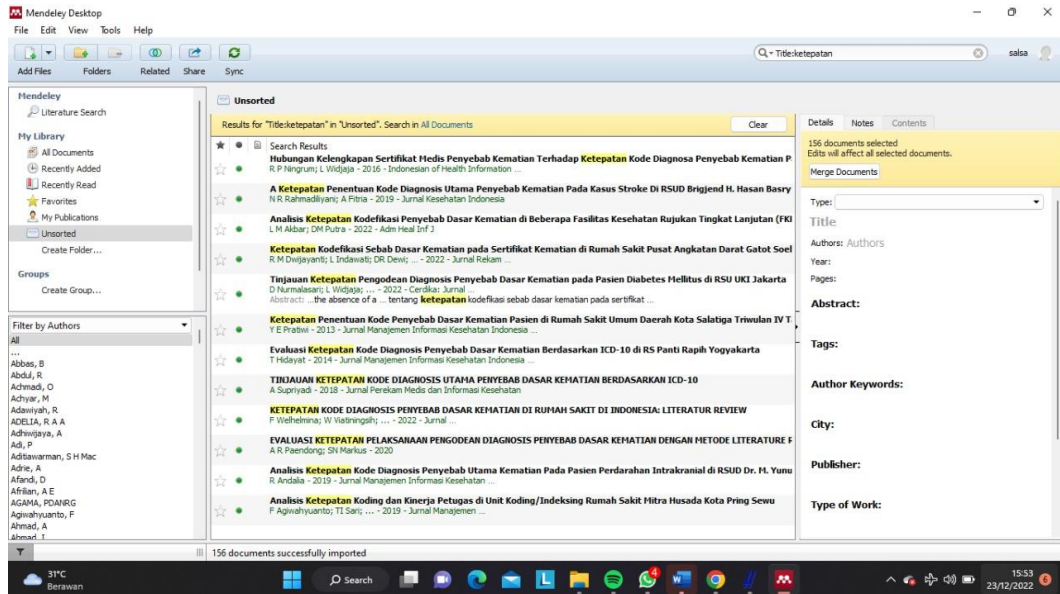 Mendeley Desktop
File Edit View Tools Help
Title:ketepatan
salsa
Add Files Folders Related Share Sync
Mendeley
Literature Search
My Library
All Documents
Recently Added
Recently Read
Favorites
My Publications
Unsorted
Create Folder...
Groups
Create Group...
Filter by Authors
All
...
Abbas, B
Abdul, R
Achmadi, O
Achyar, M
Adawiyah, R
ADELIA, R A A
Adhiwijaya, A
Adi, P
Aditiawarman, S H Mac
Adrie, A
Afandi, D
Afrilian, A E
AGAMA, PDANRG
Agiwahyuanto, F
Ahmad, A
Ahmad, T
Unsorted
Results for "Title:ketepatan" in "Unsorted". Search in All Documents
Clear
Search Results
Hubungan Kelengkapan Sertifikat Medis Penyebab Kematian Terhadap Ketepatan Kode Diagnosa Penyebab Kematian P
R P Ningrum; L Widjaja - 2016 - Indonesian of Health Information ...
A Ketepatan Penentuan Kode Diagnosis Utama Penyebab Kematian Pada Kasus Stroke Di RSUD Brigjend H. Hasan Basry
N R Rahmadiliyani; A Fitria - 2019 - Jurnal Kesehatan Indonesia
Analisis Ketepatan Kodefikasi Penyebab Dasar Kematian di Beberapa Fasilitas Kesehatan Rujukan Tingkat Lanjutan (FKI
L M Akbar; DM Putra - 2022 - Adm Heal Inf J
Ketepatan Kodefikasi Sebab Dasar Kematian pada Sertifikat Kematian di Rumah Sakit Pusat Angkatan Darat Gatot Soel
R M Dwijayanti; L Indawati; DR Dewi; ... - 2022 - Jurnal Rekam ...
Tinjauan Ketepatan Pengodean Diagnosis Penyebab Dasar Kematian pada Pasien Diabetes Mellitus di RSU UKI Jakarta
D Nurmalasari; L Widjaja; ... - 2022 - Cerdika: Jurnal ...
Abstract: ...the absence of a ... tentang ketepatan kodefikasi sebab dasar kematian pada sertifikat ...
Ketepatan Penentuan Kode Penyebab Dasar Kematian Pasien di Rumah Sakit Umum Daerah Kota Salatiga Triwulan IV T
Y E Pratiwi - 2013 - Jurnal Manajemen Informasi Kesehatan Indonesia ...
Evaluasi Ketepatan Kode Diagnosis Penyebab Dasar Kematian Berdasarkan ICD-10 di RS Panti Rapih Yogyakarta
T Hidayat - 2014 - Jurnal Manajemen Informasi Kesehatan Indonesia ...
TINJAUAN KETEPATAN KODE DIAGNOSIS UTAMA PENYEBAB DASAR KEMATIAN BERDASARKAN ICD-10
A Supriyadi - 2018 - Jurnal Perekam Medis dan Informasi Kesehatan
KETEPATAN KODE DIAGNOSIS PENYEBAB DASAR KEMATIAN DI RUMAH SAKIT DI INDONESIA: LITERATUR REVIEW
F Welhelmina; W Wiatiningsih; ... - 2022 - Jurnal ...
EVALUASI KETEPATAN PELAKSANAAN PENGODEAN DIAGNOSIS PENYEBAB DASAR KEMATIAN DENGAN METODE LITERATURE F
A R Paendong; SN Markus - 2020
Analisis Ketepatan Kode Diagnosis Penyebab Utama Kematian Pada Pasien Perdarahan Intrakranial di RSUD Dr. M. Yunu
R Andalia - 2019 - Jurnal Manajemen Informasi Kesehatan ...
Analisis Ketepatan Koding dan Kinerja Petugas di Unit Koding/Indeksing Rumah Sakit Mitra Husada Kota Pring Sewu
F Agiwahyuanto; TI Sari; ... - 2019 - Jurnal Manajemen ...
Details Notes Contents
156 documents selected
Edits will affect all selected documents.
Merge Documents
Type:
Title
Authors: Authors
Year:
Pages:
Abstract:
Tags:
Author Keywords:
City:
Publisher:
Type of Work:
156 documents successfully imported
31°C
Berawan
Search
4
15:53
23/12/2022
6